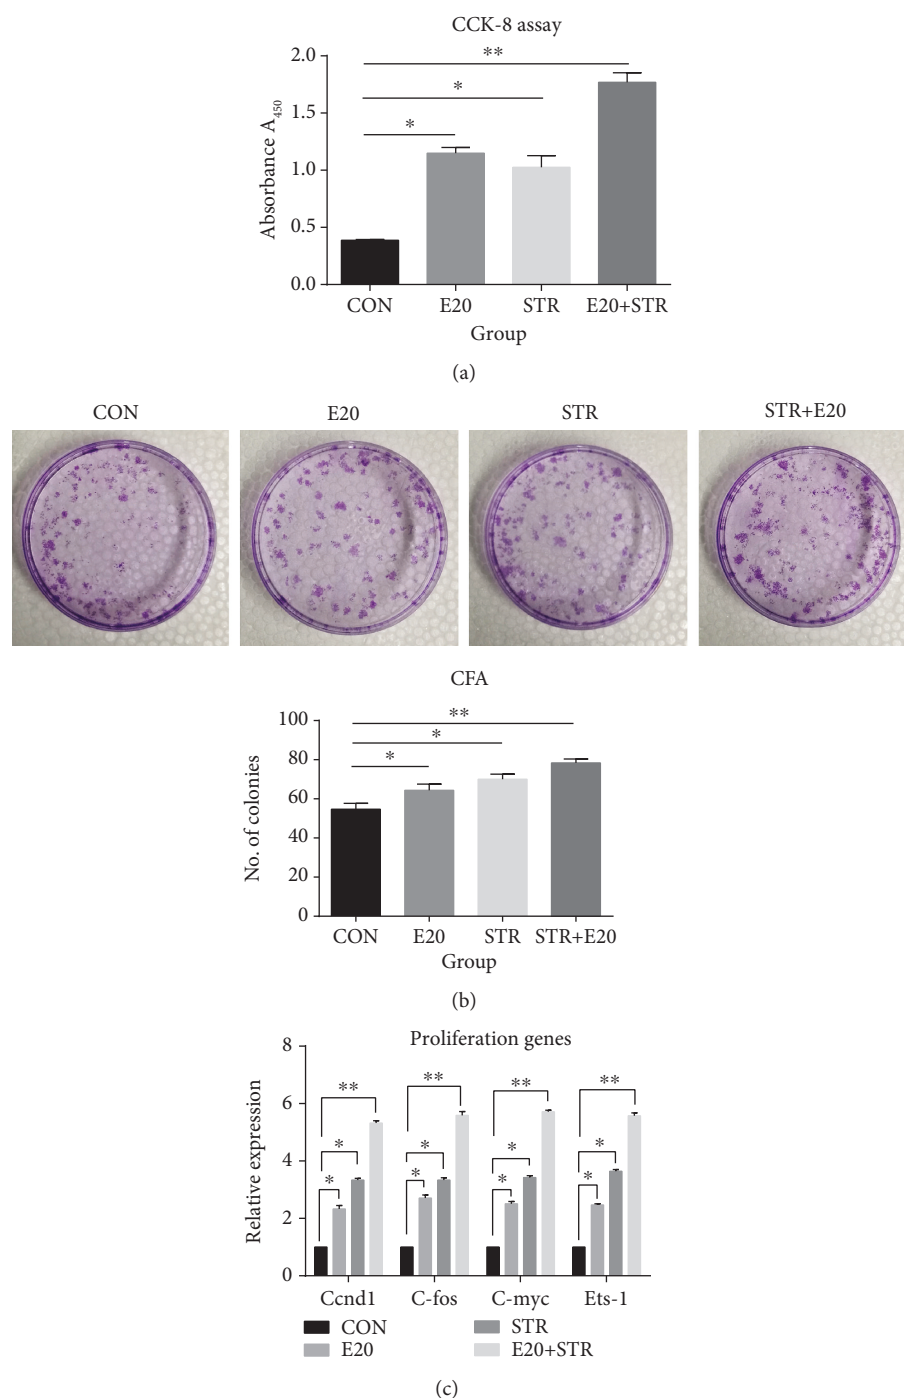 CCK-8 assay
2.0
1.5
1.0
0.5
0.0
Absorbance A450
**
*
*
CON E20 STR E20+STR
Group
(a)
CON E20 STR STR+E20
CFA
100
80
60
40
20
0
No. of colonies
**
*
*
CON E20 STR STR+E20
Group
(b)
Proliferation genes
8
6
4
2
0
Relative expression
** ** ** **
* * * *
* * * *
Ccnd1 C-fos C-myc Ets-1
CON STR
E20 E20+STR
(c)